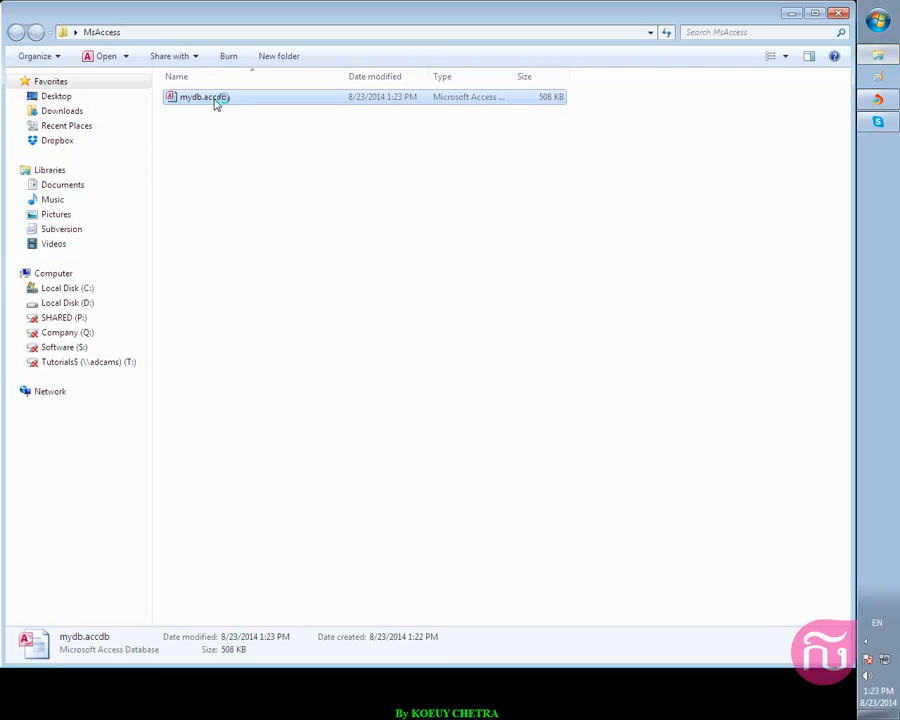 MsAccess
Search MsAccess
Organize
Open
Share with
Burn
New folder
Name
Date modified
Type
Size
mydb.accdb
8/23/2014 1:23 PM
Microsoft Access ...
508 KB
Favorites
Desktop
Downloads
Recent Places
Dropbox
Libraries
Documents
Music
Pictures
Subversion
Videos
Computer
Local Disk (C:)
Local Disk (D:)
SHARED (P:)
Company (Q:)
Software (S:)
Tutorials$ (\\adcams) (T:)
Network
mydb.accdb
Date modified: 8/23/2014 1:23 PM
Date created: 8/23/2014 1:22 PM
Microsoft Access Database
Size: 508 KB
EN
1:23 PM
8/23/2014
By KOEUY CHETRA